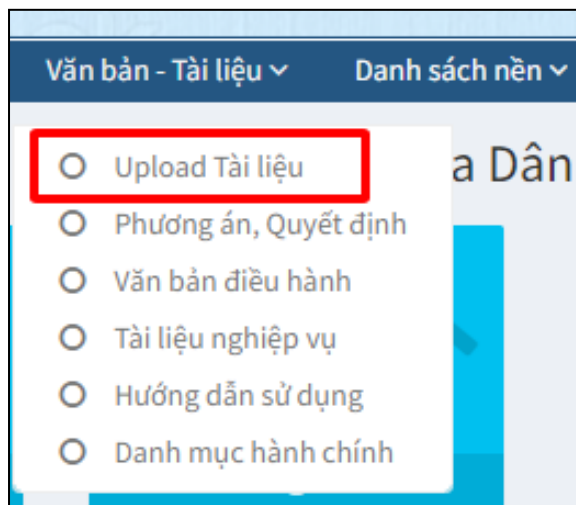 Văn bản - Tài liệu Danh sách nền
a Dân
Upload Tài liệu
Phương án, Quyết định
Văn bản điều hành
Tài liệu nghiệp vụ
Hướng dẫn sử dụng
Danh mục hành chính